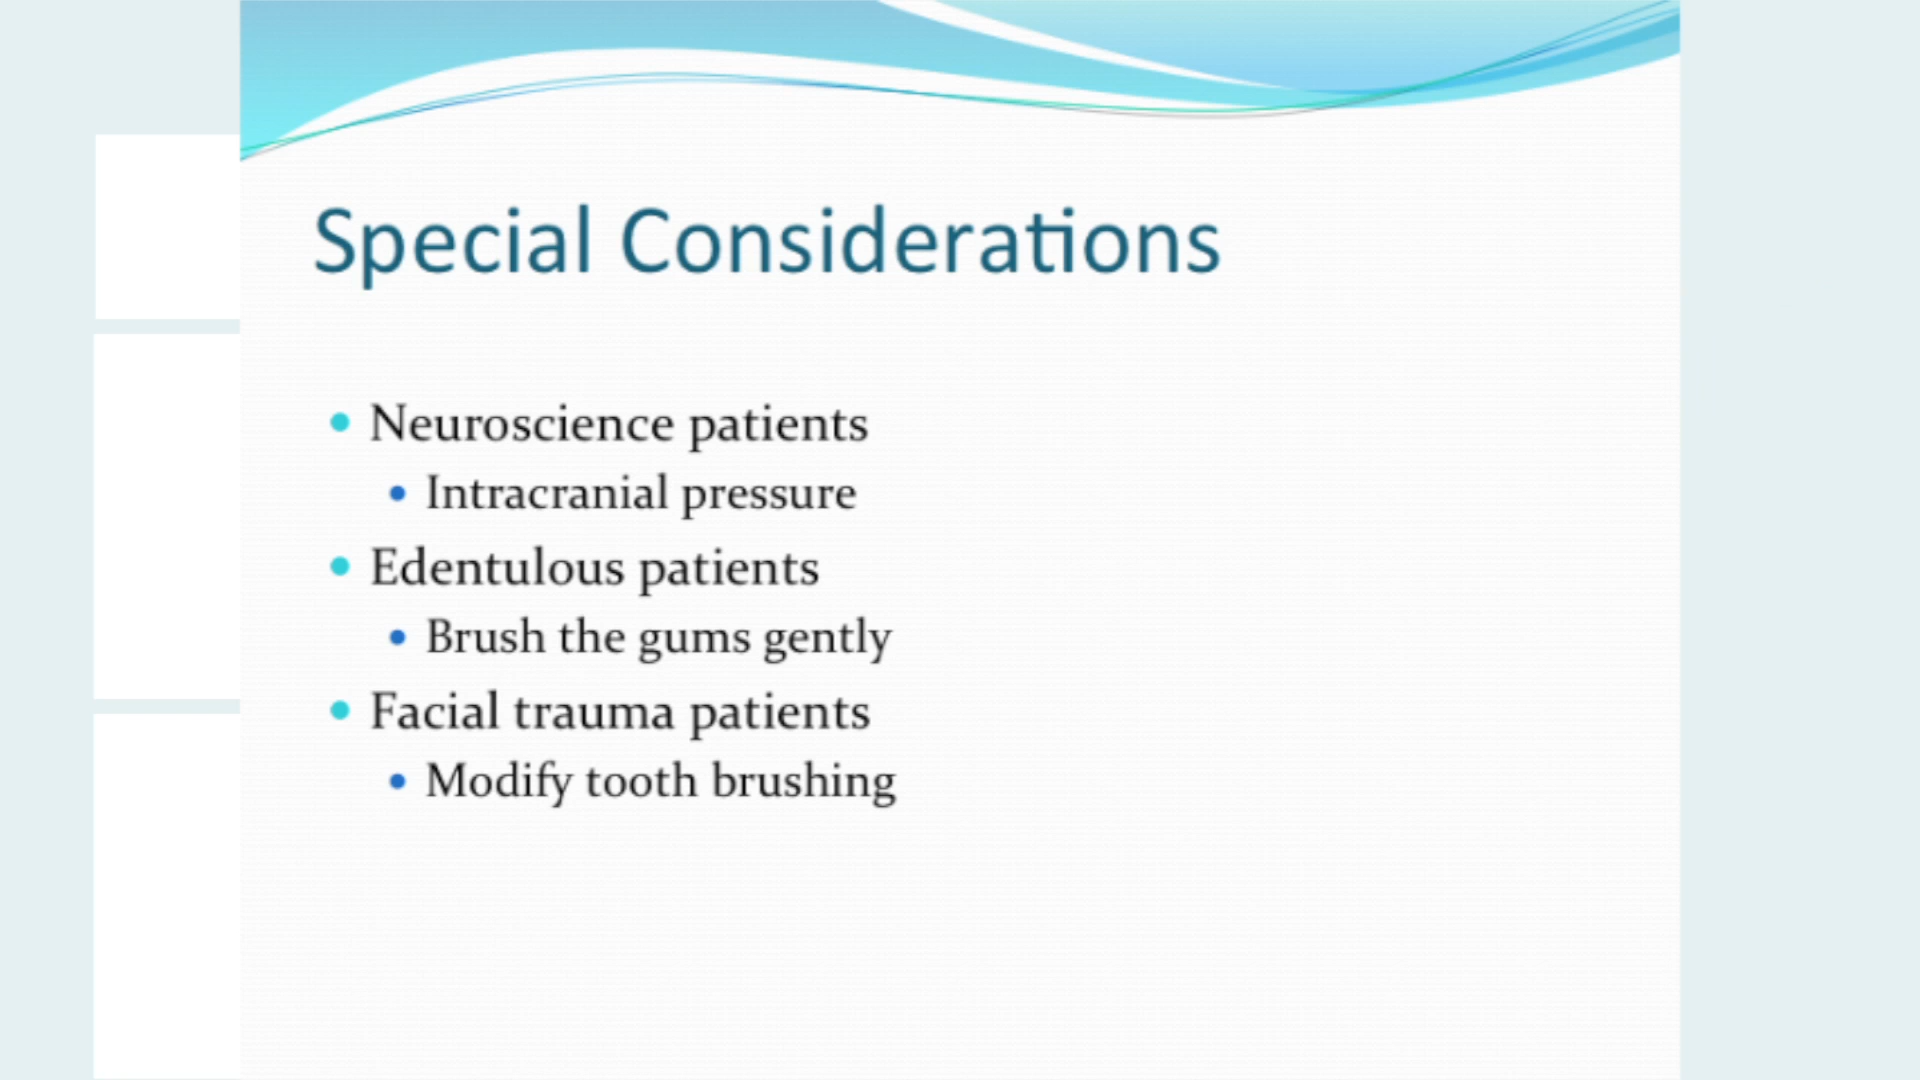 Special Considerations
Neuroscience patients
Intracranial pressure
Edentulous patients
Brush the gums gently
Facial trauma patients
Modify tooth brushing